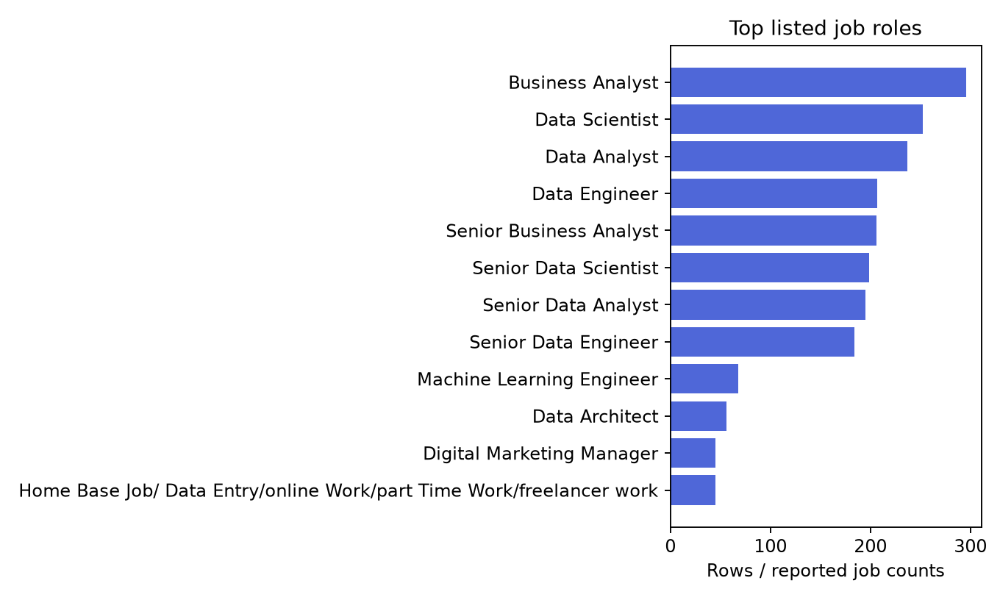 Top listed job roles
Business Analyst
Data Scientist
Data Analyst
Data Engineer
Senior Business Analyst
Senior Data Scientist
Senior Data Analyst
Senior Data Engineer
Machine Learning Engineer
Data Architect
Digital Marketing Manager
Home Base Job/ Data Entry/online Work/part Time Work/freelancer work
0 100 200 300
Rows / reported job counts